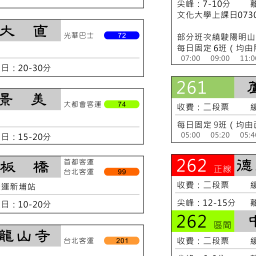 大 直
光華巴士
72
日：20-30分
景 美
大都會客運
74
日：15-20分
板 橋
首都客運
台北客運
99
運新埔站
日：10-20分
龍山寺
台北客運
201
尖峰：7-10分
文化大學上課日0730
部分班次繞駛陽明山
每日固定 6班 ( 均由
07:00 09:00 11:0
261
收費：二段票
每日固定 9班 ( 均由
05:00 05:20 05:40
262 正線 德
收費：二段票
尖峰：12-15分
262 區間
收費：二段票